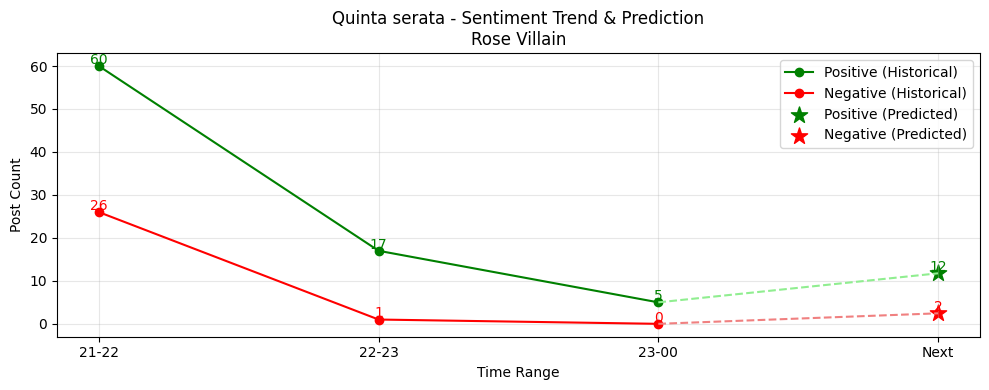 Quinta serata - Sentiment Trend & Prediction
Rose Villain
Positive (Historical)
Negative (Historical)
Positive (Predicted)
Negative (Predicted)
Post Count
60
50
40
30
20
10
0
60
17
5
12
26
1
0
2
21-22
22-23
23-00
Next
Time Range